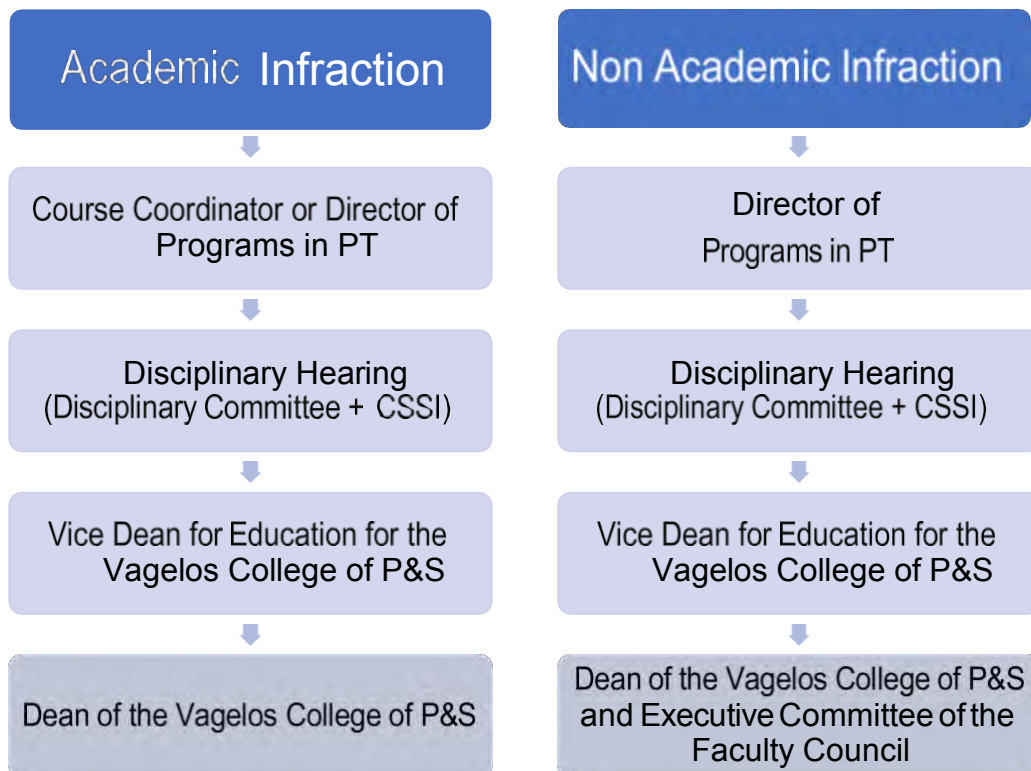 Academic Infraction
Course Coordinator or Director of
Programs in PT
Disciplinary Hearing
(Disciplinary Committee + CSSI)
Vice Dean for Education for the
Vagelos College of P&S
Dean of the Vagelos College of P&S
Non Academic Infraction
Director of
Programs in PT
Disciplinary Hearing
(Disciplinary Committee + CSSI)
Vice Dean for Education for the
Vagelos College of P&S
Dean of the Vagelos College of P&S
and Executive Committee of the
Faculty Council